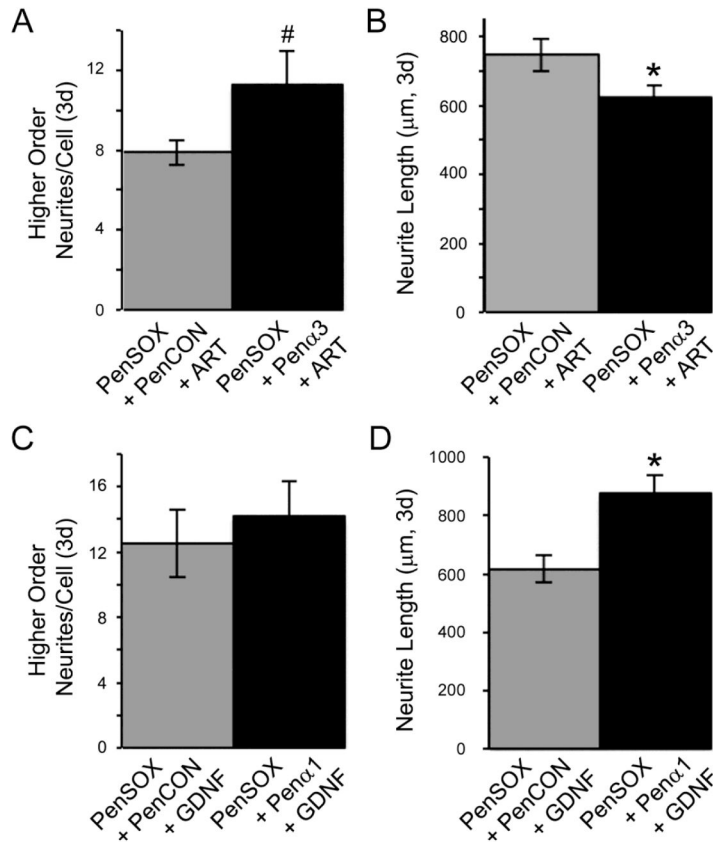 A
Higher Order
Neurites/Cell (3d)
12
8
4
0
#
PenSOX
+ PenCON
+ ART
PenSOX
+ Penα3
+ ART
B
Neurite Length (μm, 3d)
800
600
400
200
0
*
PenSOX
+ PenCON
+ ART
PenSOX
+ Penα3
+ ART
C
Higher Order
Neurites/Cell (3d)
16
12
8
4
0
PenSOX
+ PenCON
+ GDNF
PenSOX
+ Penα1
+ GDNF
D
Neurite Length (μm, 3d)
1000
800
600
400
200
0
*
PenSOX
+ PenCON
+ GDNF
PenSOX
+ Penα1
+ GDNF